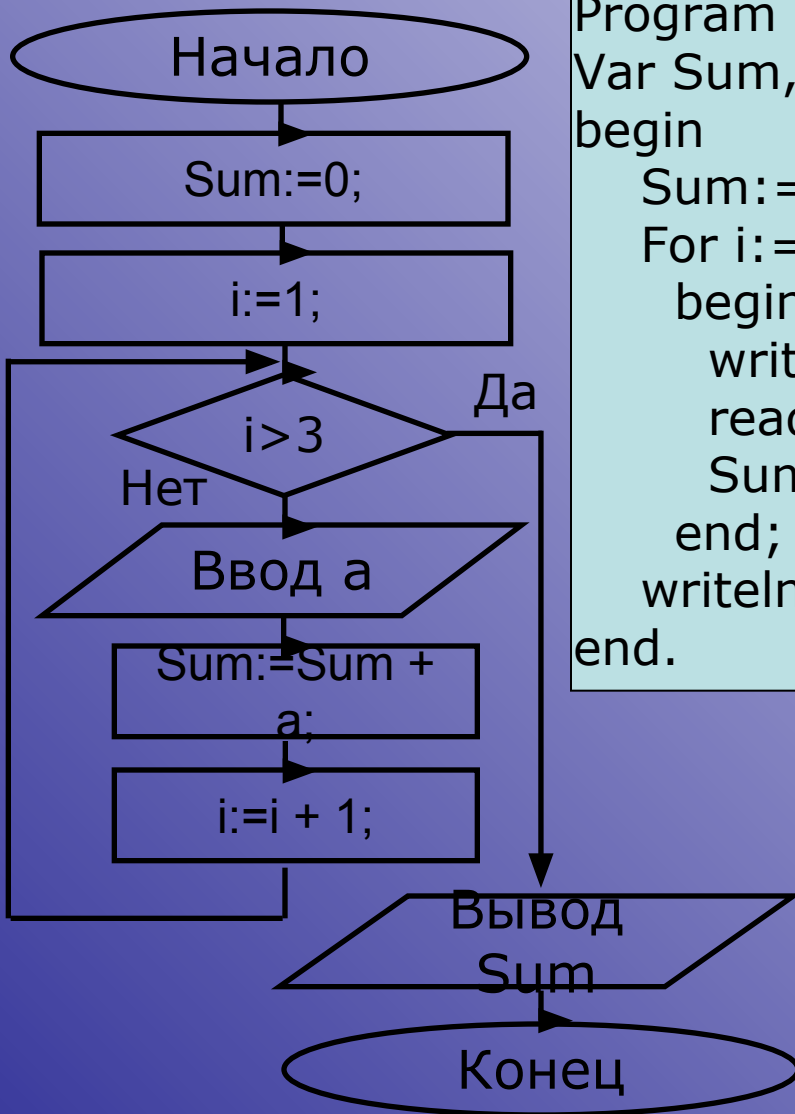 Начало
Sum:=0;
i:=1;
i>3
Да
Нет
Ввод a
Sum:=Sum +
a;
i:=i + 1;
Вывод
Sum
Конец
Program
Var Sum,
begin
Sum:=
For i:=
begin
writ
read
Sum
end;
writeln
end.